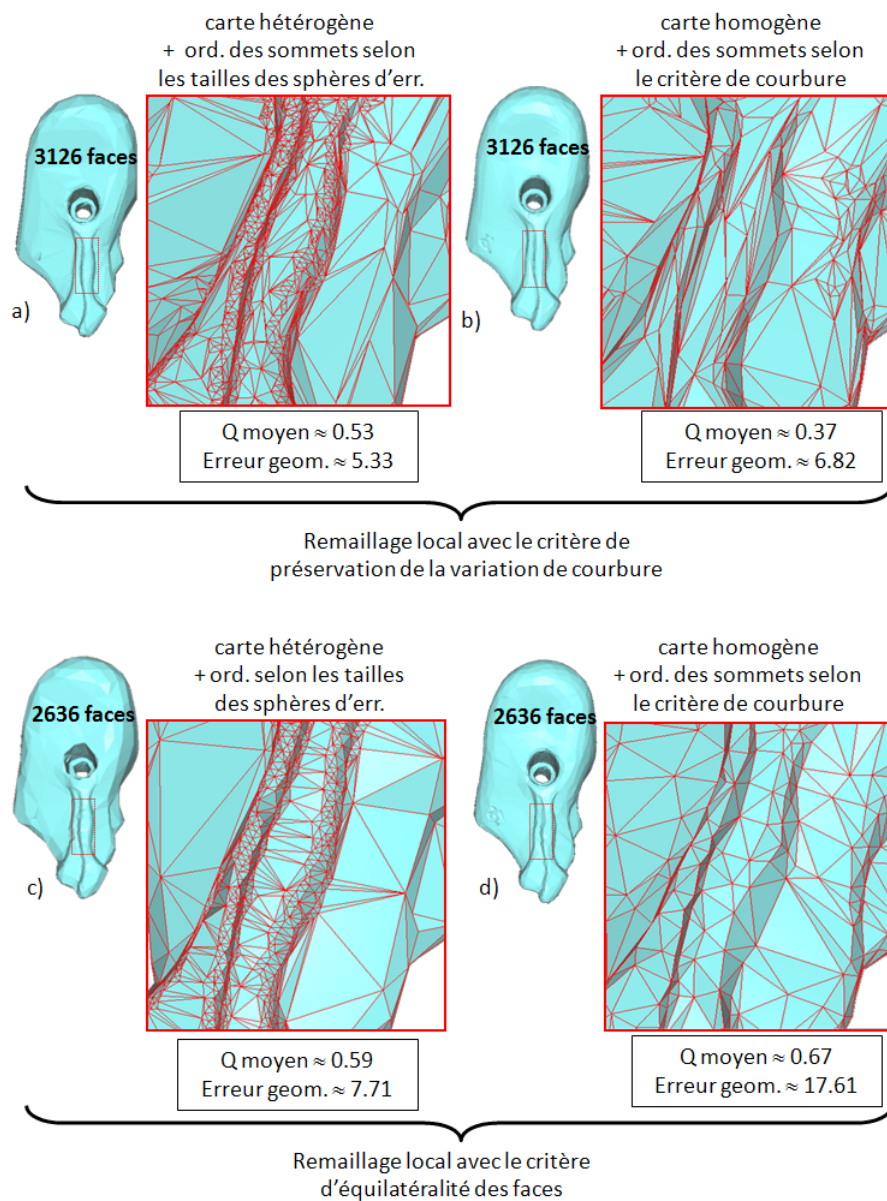 carte hétérogène
+ ord. des sommets selon
les tailles des sphères d'err.
carte homogène
+ ord. des sommets selon
le critère de courbure
3126 faces
3126 faces
a)
b)
Q moyen ≈ 0.53
Erreur geom. ≈ 5.33
Q moyen ≈ 0.37
Erreur geom. ≈ 6.82
Remaillage local avec le critère de
préservation de la variation de courbure
carte hétérogène
+ ord. selon les tailles
des sphères d'err.
carte homogène
+ ord. des sommets selon
le critère de courbure
2636 faces
2636 faces
c)
d)
Q moyen ≈ 0.59
Erreur geom. ≈ 7.71
Q moyen ≈ 0.67
Erreur geom. ≈ 17.61
Remaillage local avec le critère
d'équilatéralité des faces